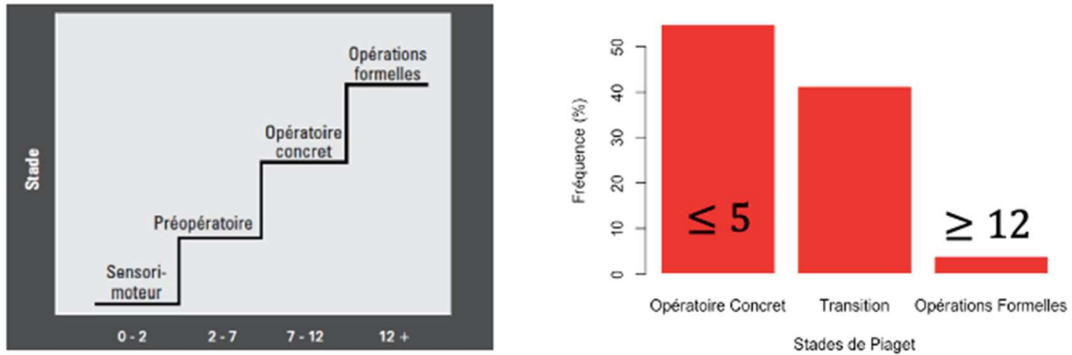 Stade
Opérations
formelles
Opératoire
concret
Préopératoire
Sensori-
moteur
0 - 2
2 - 7
7 - 12
12 +
Fréquence (%)
50
40
30
20
10
0
≤ 5
≥ 12
Opératoire Concret
Transition
Opérations Formelles
Stades de Piaget